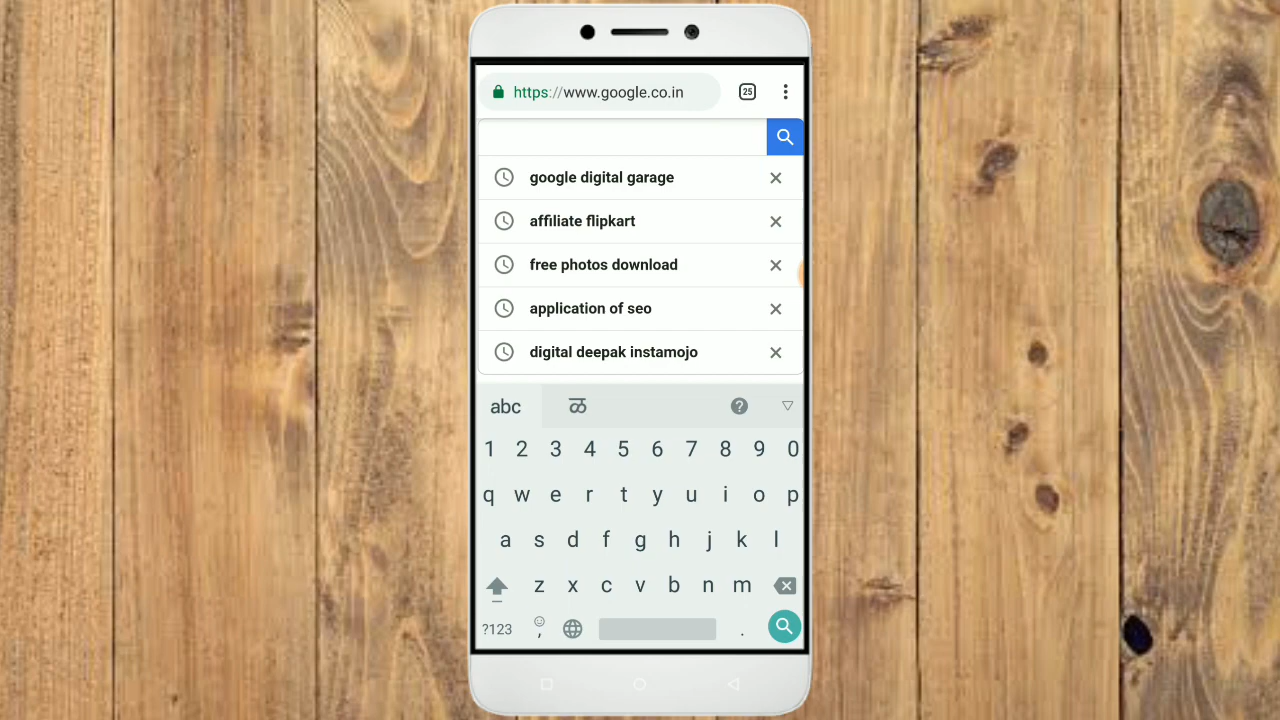 https://www.google.co.in 25
google digital garage
affiliate flipkart
free photos download
application of seo
digital deepak instamojo
abc ळ ?
1 2 3 4 5 6 7 8 9 0
q w e r t y u i o p
a s d f g h j k l
z x c v b n m
?123 , .